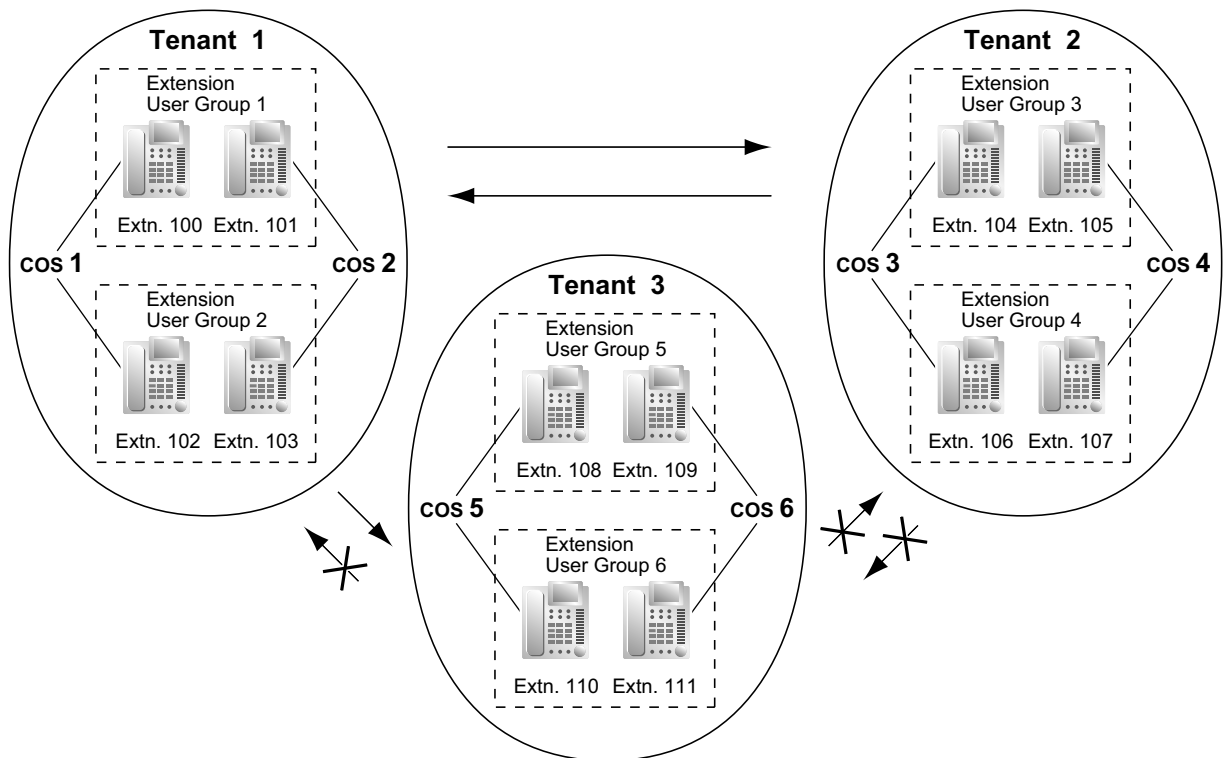 Tenant 1
Extension
User Group 1
Extn. 100 Extn. 101
COS 1
COS 2
Extension
User Group 2
Extn. 102 Extn. 103
Tenant 2
Extension
User Group 3
Extn. 104 Extn. 105
COS 3
COS 4
Extension
User Group 4
Extn. 106 Extn. 107
Tenant 3
Extension
User Group 5
Extn. 108 Extn. 109
COS 5
COS 6
Extension
User Group 6
Extn. 110 Extn. 111